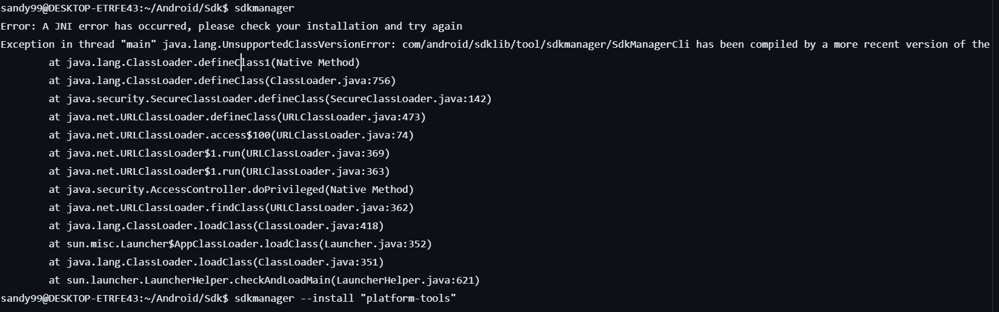 sandy99@DESKTOP-ETRFE43:~/Android/Sdk$ sdkmanager
Error: A JNI error has occurred, please check your installation and try again
Exception in thread "main" java.lang.UnsupportedClassVersionError: com/android/sdklib/tool/sdkmanager/SdkManagerCli has been compiled by a more recent version of the
        at java.lang.ClassLoader.defineClass1(Native Method)
        at java.lang.ClassLoader.defineClass(ClassLoader.java:756)
        at java.security.SecureClassLoader.defineClass(SecureClassLoader.java:142)
        at java.net.URLClassLoader.defineClass(URLClassLoader.java:473)
        at java.net.URLClassLoader.access$100(URLClassLoader.java:74)
        at java.net.URLClassLoader$1.run(URLClassLoader.java:369)
        at java.net.URLClassLoader$1.run(URLClassLoader.java:363)
        at java.security.AccessController.doPrivileged(Native Method)
        at java.net.URLClassLoader.findClass(URLClassLoader.java:362)
        at java.lang.ClassLoader.loadClass(ClassLoader.java:418)
        at sun.misc.Launcher$AppClassLoader.loadClass(Launcher.java:352)
        at java.lang.ClassLoader.loadClass(ClassLoader.java:351)
        at sun.launcher.LauncherHelper.checkAndLoadMain(LauncherHelper.java:621)
sandy99@DESKTOP-ETRFE43:~/Android/Sdk$ sdkmanager --install "platform-tools"